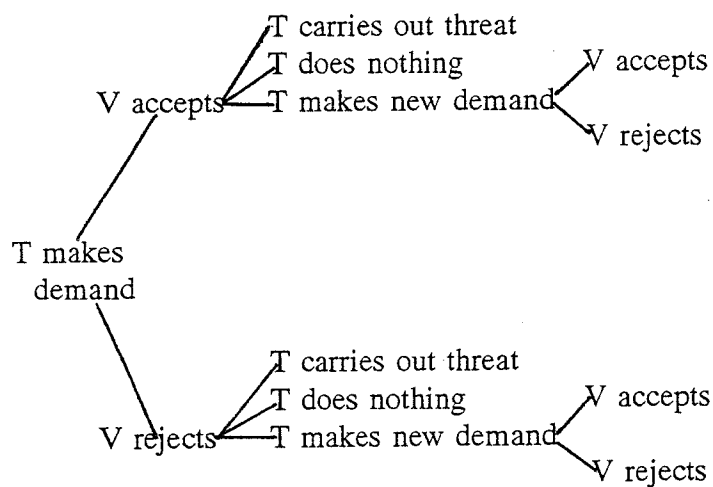 T carries out threat
T does nothing
V accepts
V accepts
T makes new demand
V rejects
T makes
demand
T carries out threat
T does nothing
V accepts
V rejects
T makes new demand
V rejects